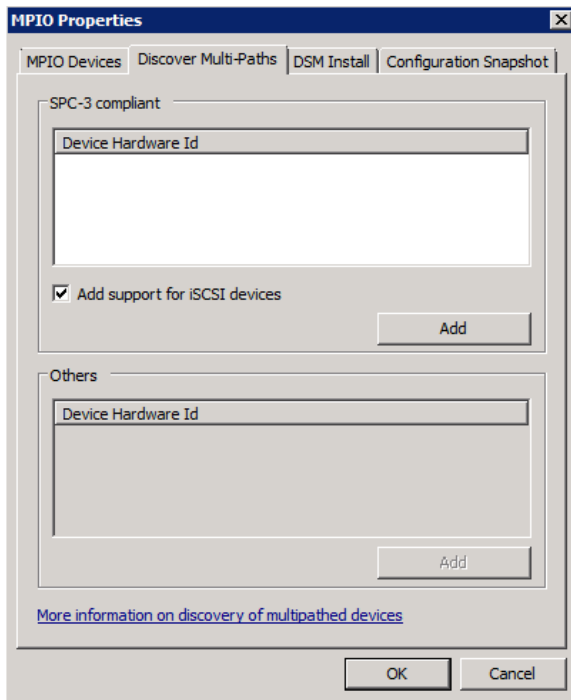 MPIO Properties
MPIO Devices Discover Multi-Paths DSM Install Configuration Snapshot
SPC-3 compliant
Device Hardware Id
Add support for iSCSI devices
Add
Others
Device Hardware Id
Add
More information on discovery of multipathed devices
OK Cancel